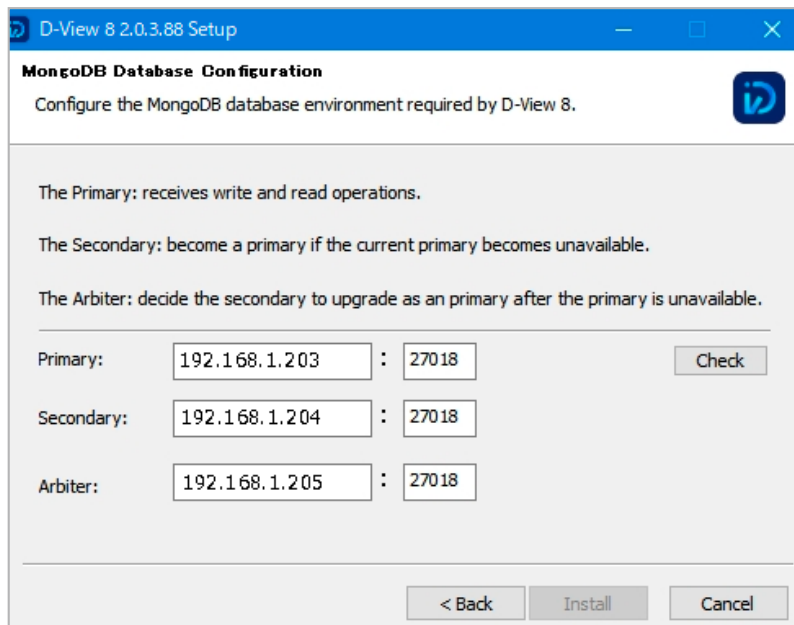 D-View 8 2.0.3.88 Setup
MongoDB Database Configuration
Configure the MongoDB database environment required by D-View 8.
The Primary: receives write and read operations.
The Secondary: become a primary if the current primary becomes unavailable.
The Arbiter: decide the secondary to upgrade as an primary after the primary is unavailable.
Primary: 192.168.1.203 : 27018 Check
Secondary: 192.168.1.204 : 27018
Arbiter: 192.168.1.205 : 27018
< Back Install Cancel